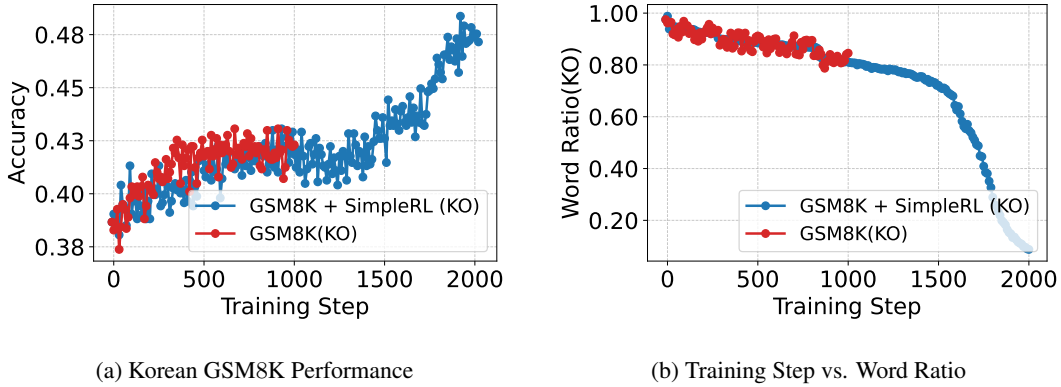 0.48
0.45
0.43
0.40
0.38
Accuracy
GSM8K + SimpleRL (KO)
GSM8K(KO)
0 500 1000 1500 2000
Training Step
(a) Korean GSM8K Performance
1.00
0.80
0.60
0.40
0.20
Word Ratio(KO)
GSM8K + SimpleRL (KO)
GSM8K(KO)
0 500 1000 1500 2000
Training Step
(b) Training Step vs. Word Ratio